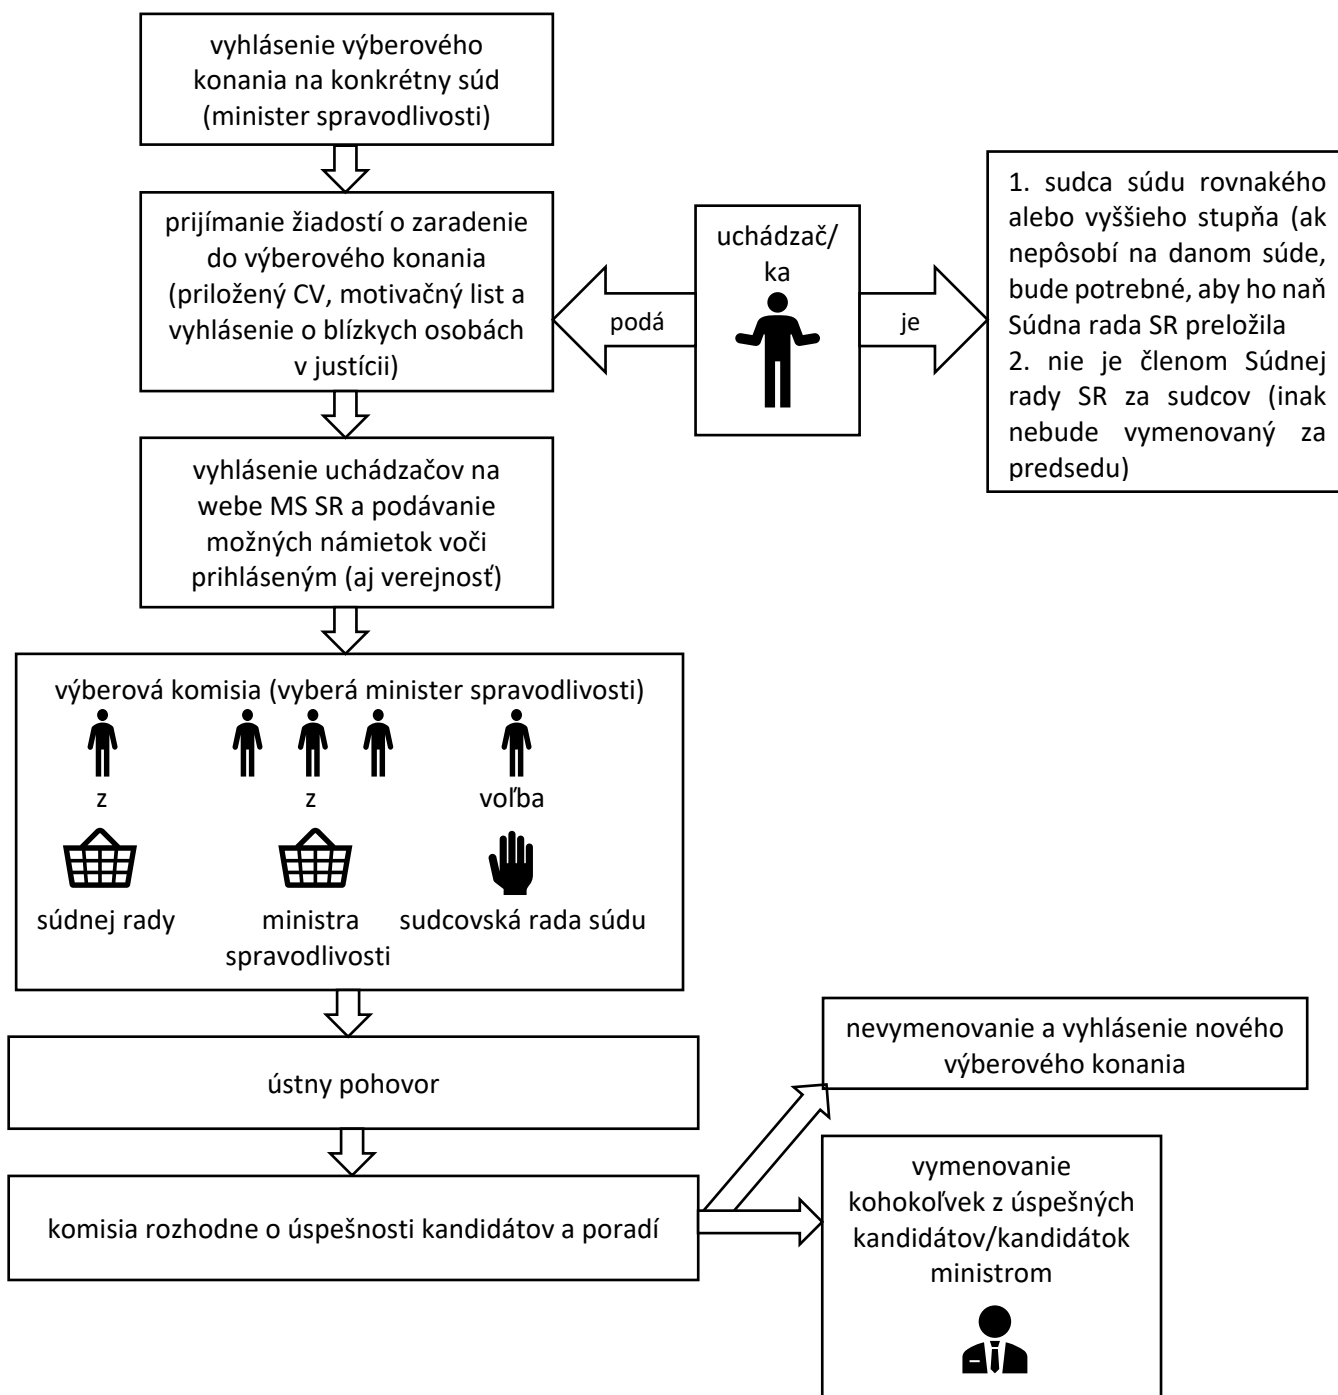 vyhlásenie výberového
konania na konkrétny súd
(minister spravodlivosti)
prijímanie žiadostí o zaradenie
do výberového konania
(priložený CV, motivačný list a
vyhlásenie o blízkych osobách
v justícii)
podá
uchádzač/
ka
je
1. sudca súdu rovnakého
alebo vyššieho stupňa (ak
nepôsobí na danom súde,
bude potrebné, aby ho naň
Súdna rada SR preložila
2. nie je členom Súdnej
rady SR za sudcov (inak
nebude vymenovaný za
predsedu)
vyhlásenie uchádzačov na
webe MS SR a podávanie
možných námietok voči
prihláseným (aj verejnosť)
výberová komisia (vyberá minister spravodlivosti)
z
z
voľba
súdnej rady
ministra
spravodlivosti
sudcovská rada súdu
ústny pohovor
komisia rozhodne o úspešnosti kandidátov a poradí
nevymenovanie a vyhlásenie nového
výberového konania
vymenovanie
kohokoľvek z úspešných
kandidátov/kandidátok
ministrom